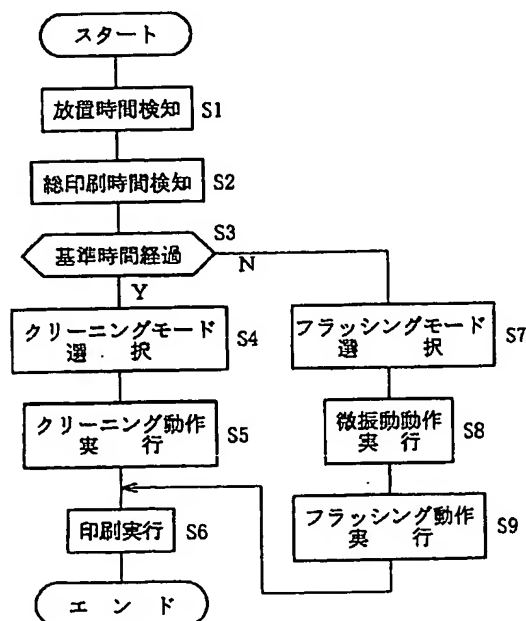 スタート
放置時間検知 S1
総印刷時間検知 S2
S3
基準時間経過
N
Y
クリーニングモード
選択 S4
クリーニング動作
実行 S5
印刷実行 S6
エンド
フラッシングモード
選択 S7
微振動動作
実行 S8
フラッシング動作
実行 S9